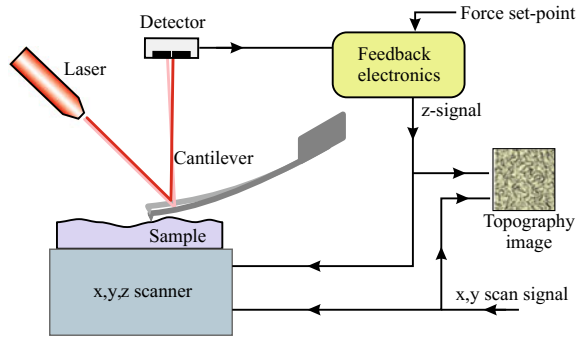 Force set-point
Detector
Feedback
electronics
Laser
z-signal
Cantilever
Topography
image
Sample
x,y,z scanner
x,y scan signal